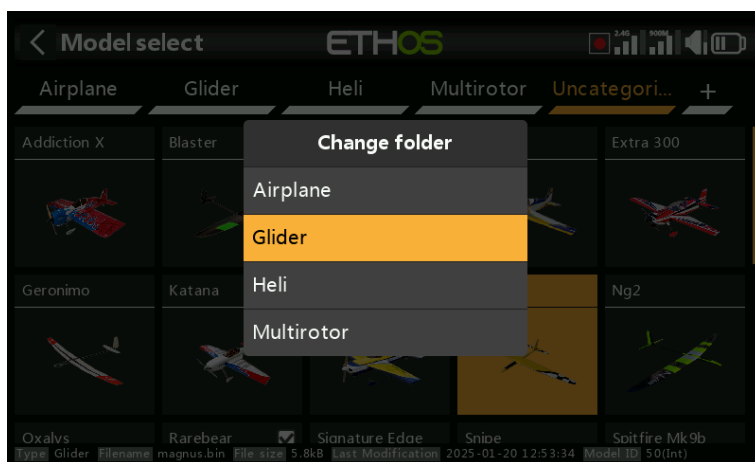 Model select
ETHOS
2.4G
900M
Airplane
Glider
Heli
Multirotor
Uncategori...
+
Addiction X
Blaster
Extra 300
Change folder
Airplane
Glider
Heli
Multirotor
Geronimo
Katana
Ng2
Oxalys
Rarebear
Signature Edge
Snipe
Spitfire Mk9b
Type Glider Filename magnus.bin File size 5.8kB Last Modification 2025-01-20 12:53:34 Model ID 50(Int)